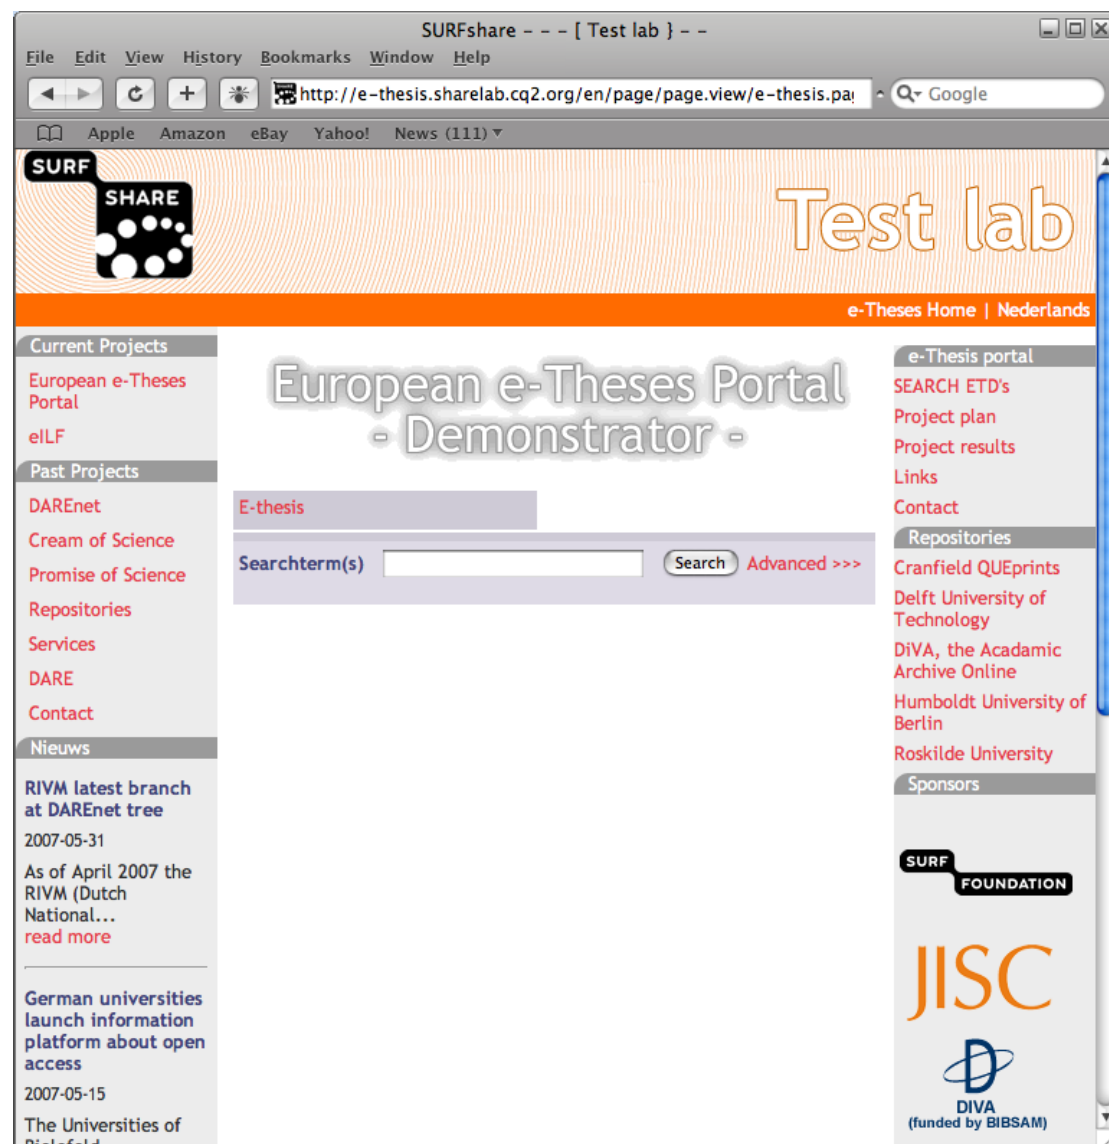 SURFshare - - - [ Test lab } - -
File Edit View History Bookmarks Window Help
http://e-thesis.sharelab.cq2.org/en/page/page.view/e-thesis.pa
Google
Apple Amazon eBay Yahoo! News (111)
SURF
SHARE
Test lab
e-Theses Home | Nederlands
Current Projects
European e-Theses
Portal
eILF
Past Projects
DAREnet
Cream of Science
Promise of Science
Repositories
Services
DARE
Contact
Nieuws
RIVM latest branch
at DAREnet tree
2007-05-31
As of April 2007 the
RIVM (Dutch
National...
read more
German universities
launch information
platform about open
access
2007-05-15
The Universities of
European e-Theses Portal
- Demonstrator -
E-thesis
Searchterm(s) Search Advanced >>>
e-Thesis portal
SEARCH ETD's
Project plan
Project results
Links
Contact
Repositories
Cranfield QUEprints
Delft University of
Technology
DiVA, the Acadamic
Archive Online
Humboldt University of
Berlin
Roskilde University
Sponsors
SURF
FOUNDATION
JISC
DIVA
(funded by BIBSAM)